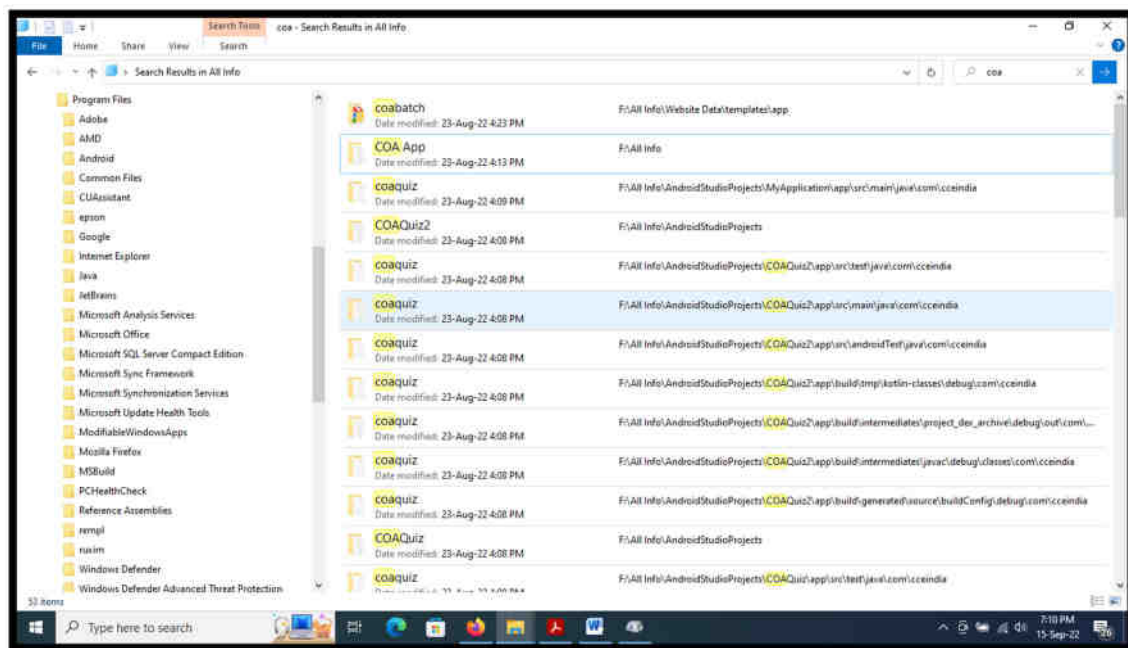 Search Tools coa - Search Results in All Info
File Home Share View Search
Search Results in All Info
coa
Program Files
Adobe
AMD
Android
Common Files
CUAssistant
epson
Google
Internet Explorer
Java
JetBrains
Microsoft Analysis Services
Microsoft Office
Microsoft SQL Server Compact Edition
Microsoft Sync Framework
Microsoft Synchronization Services
Microsoft Update Health Tools
ModifiableWindowsApps
Mozilla Firefox
MSBuild
PCHealthCheck
Reference Assemblies
rempl
ruxim
Windows Defender
Windows Defender Advanced Threat Protection
coabatch F:\All Info\Website Data\templates\app
Date modified: 23-Aug-22 4:23 PM
COA App F:\All Info
Date modified: 23-Aug-22 4:13 PM
coaquiz F:\All Info\AndroidStudioProjects\MyApplication\app\src\main\java\com\cceindia
Date modified: 23-Aug-22 4:09 PM
COAQuiz2 F:\All Info\AndroidStudioProjects
Date modified: 23-Aug-22 4:08 PM
coaquiz F:\All Info\AndroidStudioProjects\COAQuiz2\app\src\test\java\com\cceindia
Date modified: 23-Aug-22 4:08 PM
coaquiz F:\All Info\AndroidStudioProjects\COAQuiz2\app\src\main\java\com\cceindia
Date modified: 23-Aug-22 4:08 PM
coaquiz F:\All Info\AndroidStudioProjects\COAQuiz2\app\src\androidTest\java\com\cceindia
Date modified: 23-Aug-22 4:08 PM
coaquiz F:\All Info\AndroidStudioProjects\COAQuiz2\app\build\tmp\kotlin-classes\debug\com\cceindia
Date modified: 23-Aug-22 4:08 PM
coaquiz F:\All Info\AndroidStudioProjects\COAQuiz2\app\build\intermediates\project_dex_archive\debug\out\com\...
Date modified: 23-Aug-22 4:08 PM
coaquiz F:\All Info\AndroidStudioProjects\COAQuiz2\app\build\intermediates\javac\debug\classes\com\cceindia
Date modified: 23-Aug-22 4:08 PM
coaquiz F:\All Info\AndroidStudioProjects\COAQuiz2\app\build\generated\source\buildConfig\debug\com\cceindia
Date modified: 23-Aug-22 4:08 PM
COAQuiz F:\All Info\AndroidStudioProjects
Date modified: 23-Aug-22 4:08 PM
coaquiz F:\All Info\AndroidStudioProjects\COAQuiz\app\src\test\java\com\cceindia
53 items
Type here to search
7:10 PM
15-Sep-22